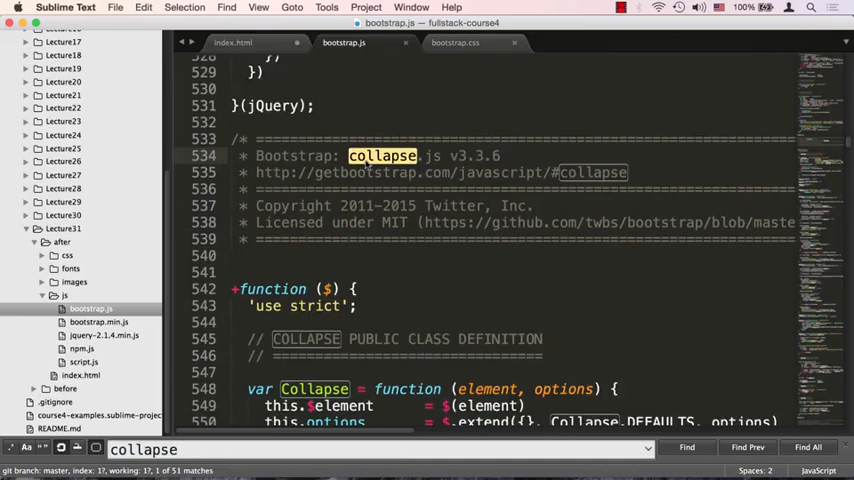 Sublime Text File Edit Selection Find View Goto Tools Project Window Help 100%
bootstrap.js — fullstack-course4
index.html bootstrap.js × bootstrap.css ×
Lecture17
Lecture18
Lecture19
Lecture20
Lecture21
Lecture22
Lecture23
Lecture24
Lecture25
Lecture26
Lecture27
Lecture28
Lecture29
Lecture30
Lecture31
after
css
fonts
images
js
bootstrap.js
bootstrap.min.js
jquery-2.1.4.min.js
npm.js
script.js
index.html
before
.gitignore
course4-examples.sublime-projec
README.md
528 })
529 })
530
531 }(jQuery);
532
533 /* ================================================================
534 * Bootstrap: collapse.js v3.3.6
535 * http://getbootstrap.com/javascript/#collapse
536 * ================================================================
537 * Copyright 2011-2015 Twitter, Inc.
538 * Licensed under MIT (https://github.com/twbs/bootstrap/blob/maste
539 * ================================================================
540
541
542 +function ($) {
543 'use strict';
544
545 // COLLAPSE PUBLIC CLASS DEFINITION
546 // ================================
547
548 var Collapse = function (element, options) {
549 this.$element = $(element)
550 this.options = $.extend({}, Collapse.DEFAULTS, options)
.* Aa “” collapse Find Find Prev Find All
git branch: master, index: 1?, working: 1?, 1 of 51 matches Spaces: 2 JavaScript